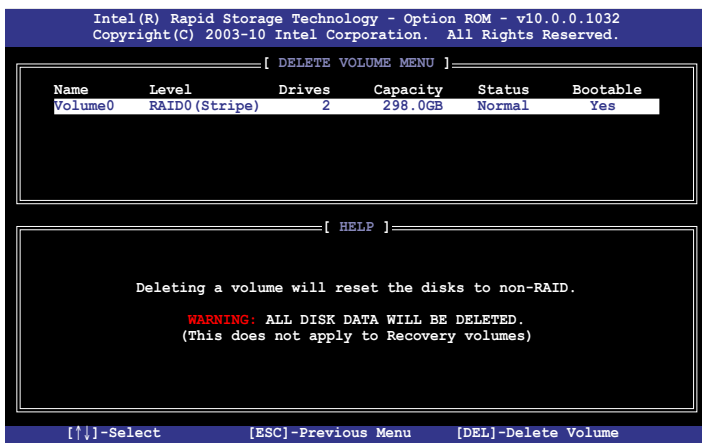 Intel(R) Rapid Storage Technology - Option ROM - v10.0.0.1032
Copyright(C) 2003-10 Intel Corporation. All Rights Reserved.
[ DELETE VOLUME MENU ]
Name Level Drives Capacity Status Bootable
Volume0 RAID0(Stripe) 2 298.0GB Normal Yes
[ HELP ]
Deleting a volume will reset the disks to non-RAID.
WARNING: ALL DISK DATA WILL BE DELETED.
(This does not apply to Recovery volumes)
[↑↓]-Select [ESC]-Previous Menu [DEL]-Delete Volume